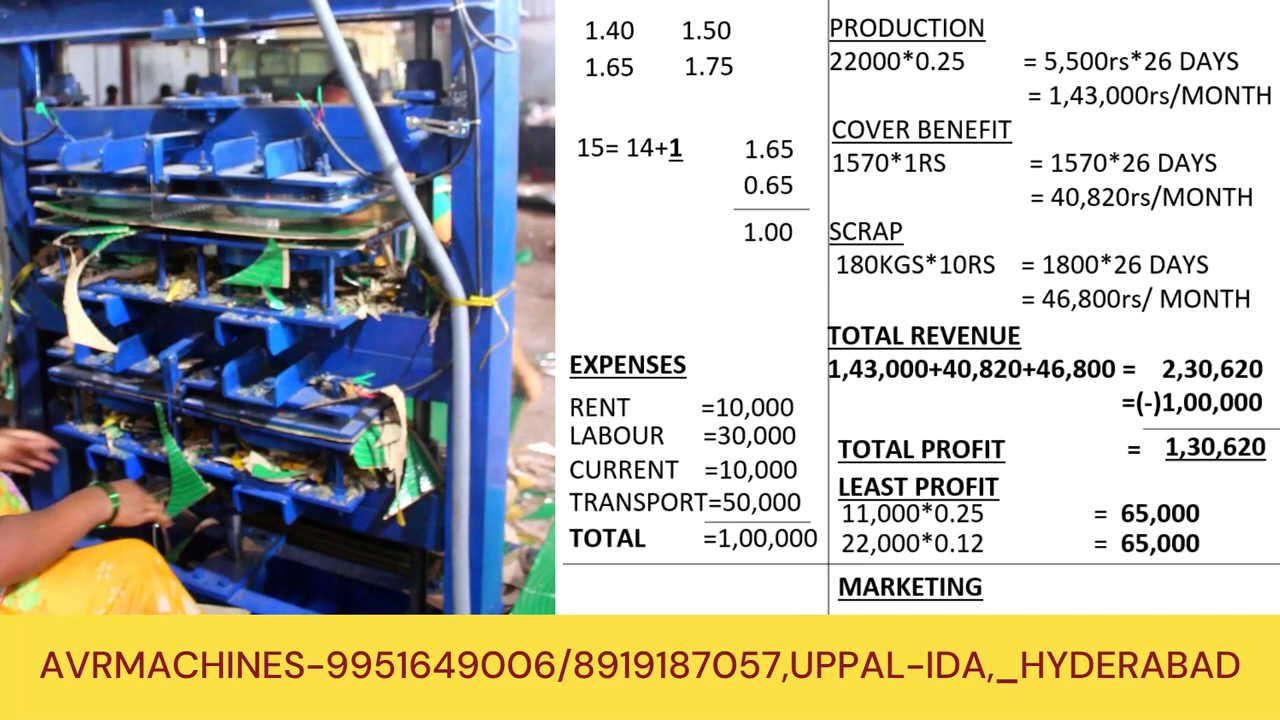 1.40 1.50
1.65 1.75
15= 14+1
1.65
0.65
1.00
EXPENSES
RENT =10,000
LABOUR =30,000
CURRENT =10,000
TRANSPORT=50,000
TOTAL =1,00,000
PRODUCTION
22000*0.25 = 5,500rs*26 DAYS
= 1,43,000rs/MONTH
COVER BENEFIT
1570*1RS = 1570*26 DAYS
= 40,820rs/MONTH
SCRAP
180KGS*10RS = 1800*26 DAYS
= 46,800rs/ MONTH
TOTAL REVENUE
1,43,000+40,820+46,800 = 2,30,620
=(-)1,00,000
TOTAL PROFIT = 1,30,620
LEAST PROFIT
11,000*0.25 = 65,000
22,000*0.12 = 65,000
MARKETING
AVRMACHINES-9951649006/8919187057,UPPAL-IDA,_HYDERABAD